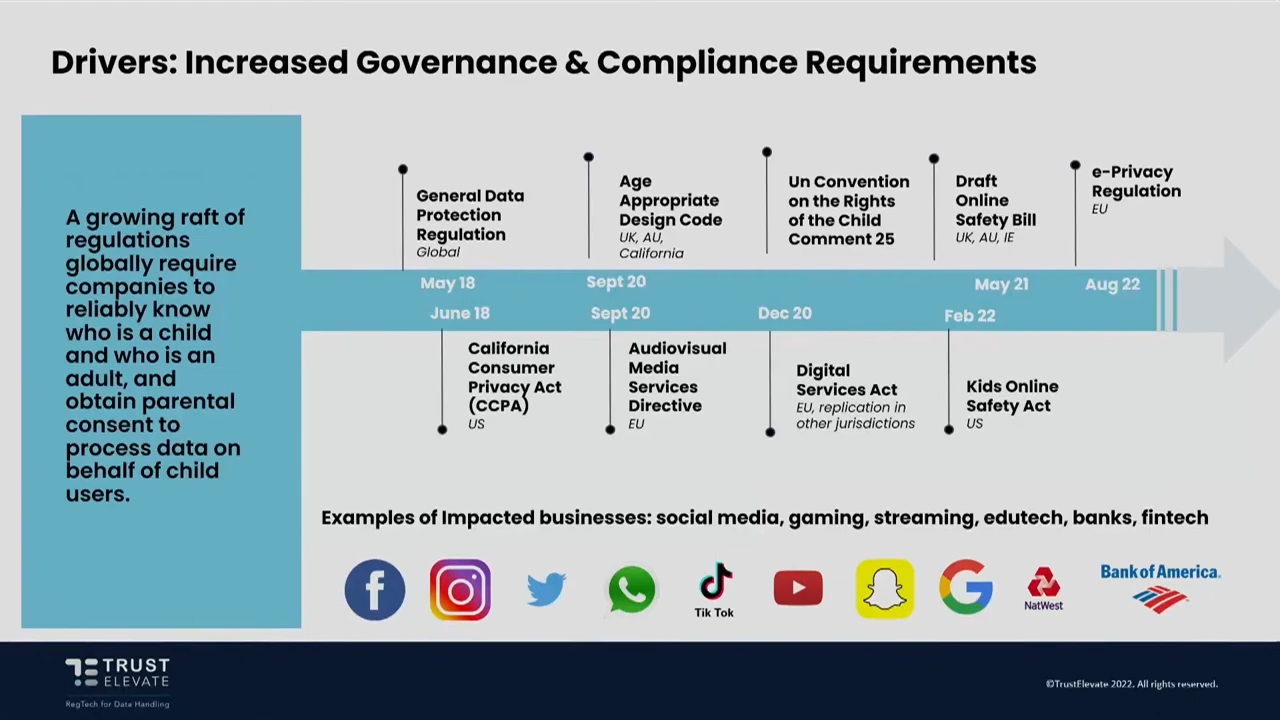 Drivers: Increased Governance & Compliance Requirements
A growing raft of
regulations
globally require
companies to
reliably know
who is a child
and who is an
adult, and
obtain parental
consent to
process data on
behalf of child
users.
General Data
Protection
Regulation
Global
Age
Appropriate
Design Code
UK, AU,
California
Un Convention
on the Rights
of the Child
Comment 25
Draft
Online
Safety Bill
UK, AU, IE
e-Privacy
Regulation
EU
May 18
Sept 20
May 21
Aug 22
June 18
Sept 20
Dec 20
Feb 22
California
Consumer
Privacy Act
(CCPA)
US
Audiovisual
Media
Services
Directive
EU
Digital
Services Act
EU, replication in
other jurisdictions
Kids Online
Safety Act
US
Examples of Impacted businesses: social media, gaming, streaming, edutech, banks, fintech
Tik Tok
NatWest
Bank of America.
TRUST
ELEVATE
RegTech for Data Handling
©TrustElevate 2022. All rights reserved.